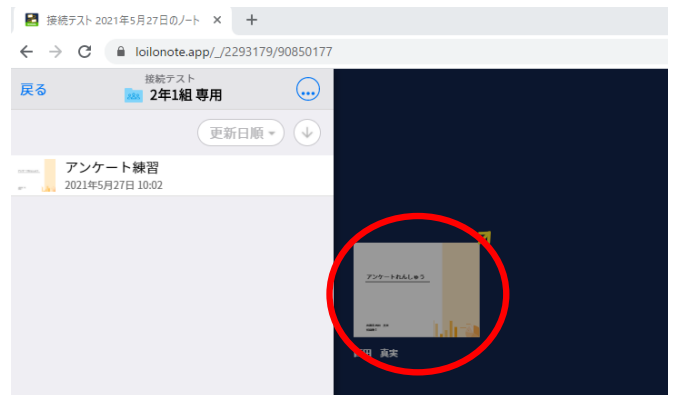 接続テスト 2021年5月27日のノート
loilonote.app/_/2293179/90850177
戻る
接続テスト
2年1組 専用
更新日順
アンケート練習
2021年5月27日 10:02
アンケートれんしゅう
田 真実